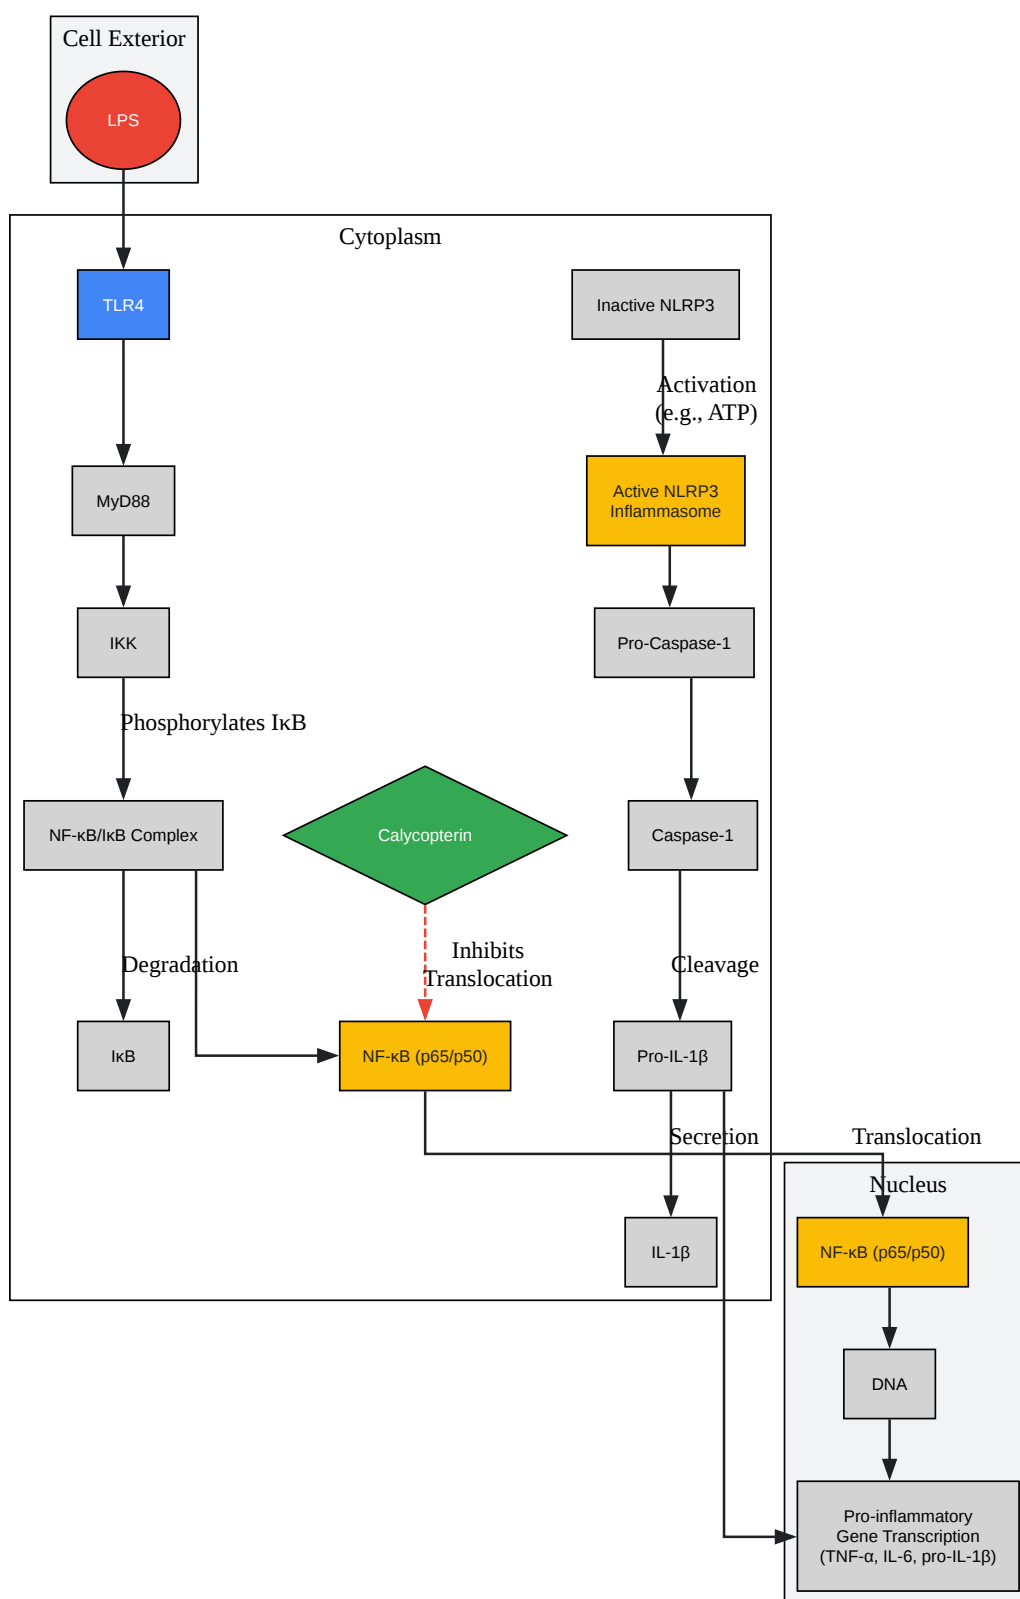 Cell Exterior
LPS
Cytoplasm
TLR4
Inactive NLRP3
Activation
(e.g., ATP)
MyD88
Active NLRP3
Inflammasome
IKK
Pro-Caspase-1
Phosphorylates IκB
NF-κB/IκB Complex
Calycopterin
Caspase-1
Degradation
Inhibits
Translocation
Cleavage
IκB
NF-κB (p65/p50)
Pro-IL-1β
Secretion
Translocation
Nucleus
IL-1β
NF-κB (p65/p50)
DNA
Pro-inflammatory
Gene Transcription
(TNF-α, IL-6, pro-IL-1β)